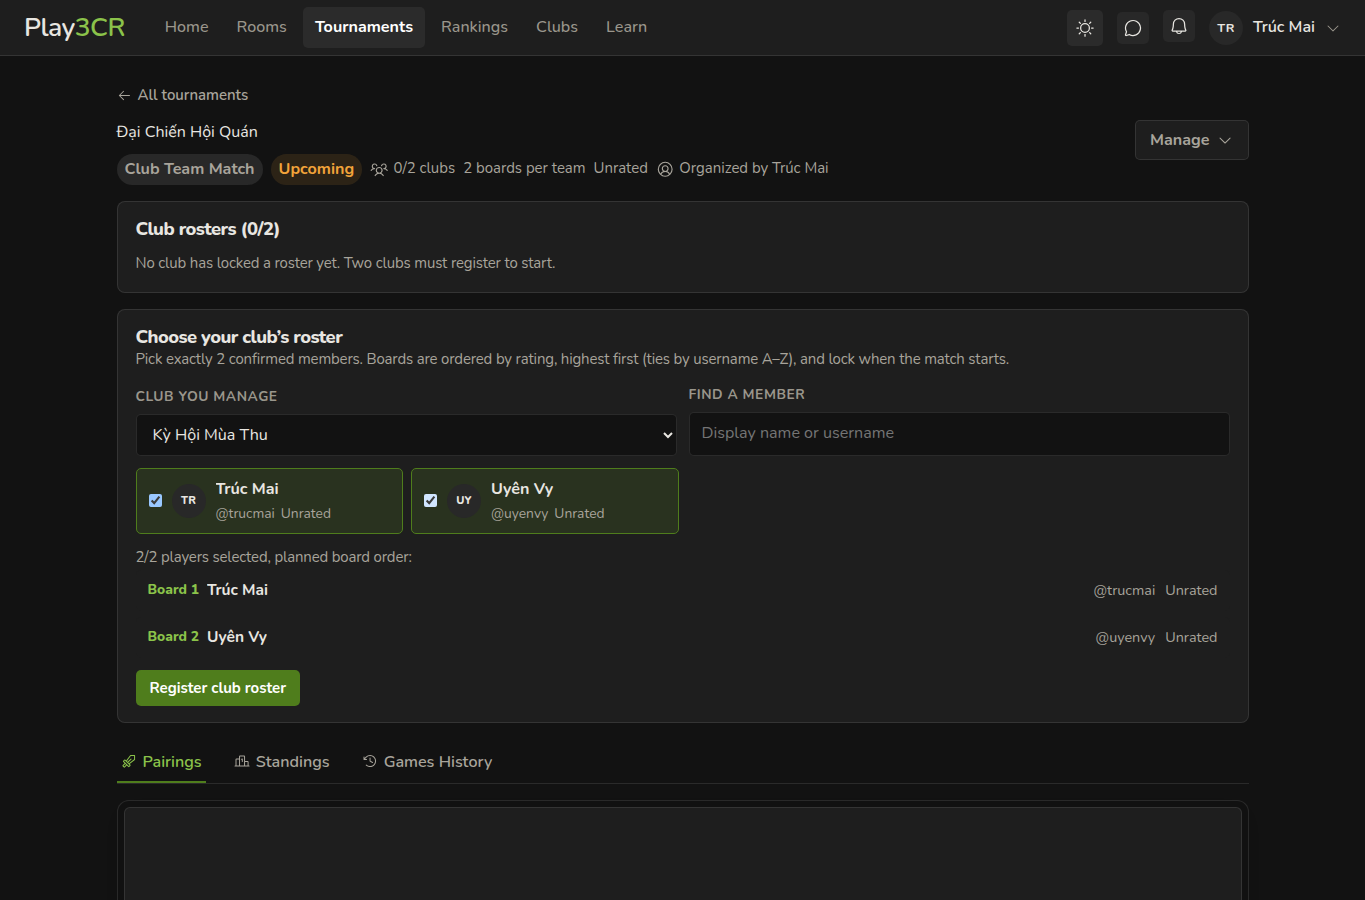 Play3CR Home Rooms Tournaments Rankings Clubs Learn TR Trúc Mai
← All tournaments
Đại Chiến Hội Quán
Manage
Club Team Match Upcoming 0/2 clubs 2 boards per team Unrated Organized by Trúc Mai
Club rosters (0/2)
No club has locked a roster yet. Two clubs must register to start.
Choose your club’s roster
Pick exactly 2 confirmed members. Boards are ordered by rating, highest first (ties by username A–Z), and lock when the match starts.
CLUB YOU MANAGE
FIND A MEMBER
Kỳ Hội Mùa Thu
Display name or username
TR Trúc Mai
@trucmai Unrated
UY Uyên Vy
@uyenvy Unrated
2/2 players selected, planned board order:
Board 1 Trúc Mai @trucmai Unrated
Board 2 Uyên Vy @uyenvy Unrated
Register club roster
Pairings Standings Games History